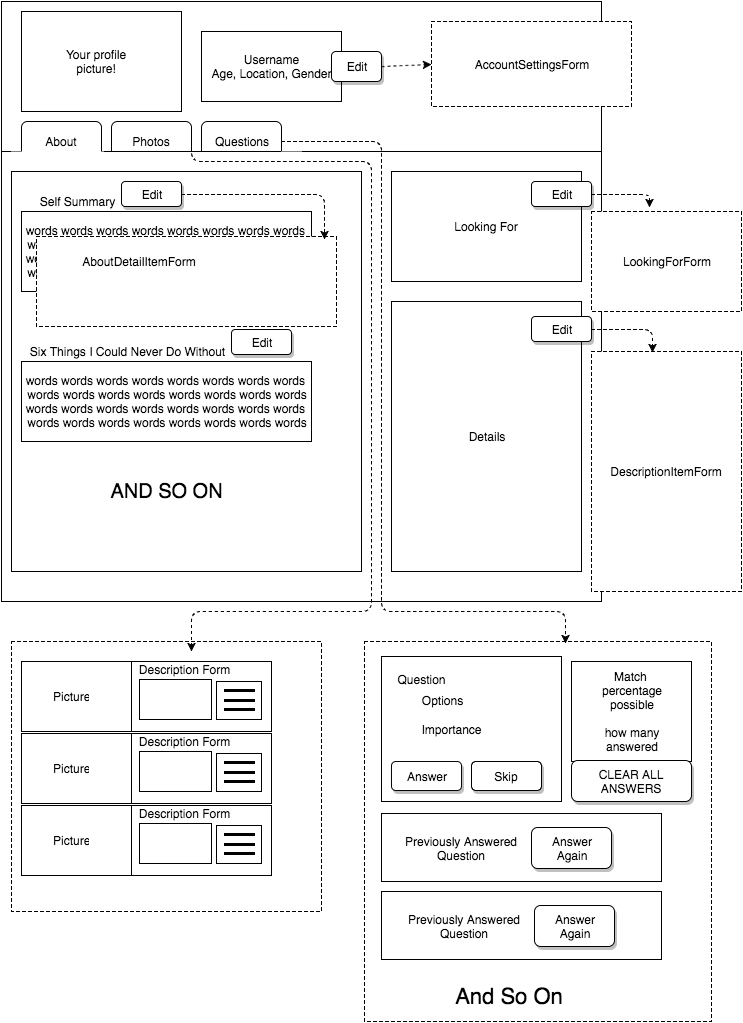 Your profile
picture!
Username
Age, Location, Gender
Edit
AccountSettingsForm
About
Photos
Questions
Self Summary
Edit
words words words words words words words words
w
w
w
AboutDetailItemForm
Six Things I Could Never Do Without
Edit
words words words words words words words words
words words words words words words words words
words words words words words words words words
words words words words words words words words
AND SO ON
Edit
Looking For
LookingForForm
Edit
Details
DescriptionItemForm
Picture
Description Form
Picture
Description Form
Picture
Description Form
Question
Options
Importance
Answer
Skip
Match
percentage
possible
how many
answered
CLEAR ALL
ANSWERS
Previously Answered
Question
Answer
Again
Previously Answered
Question
Answer
Again
And So On